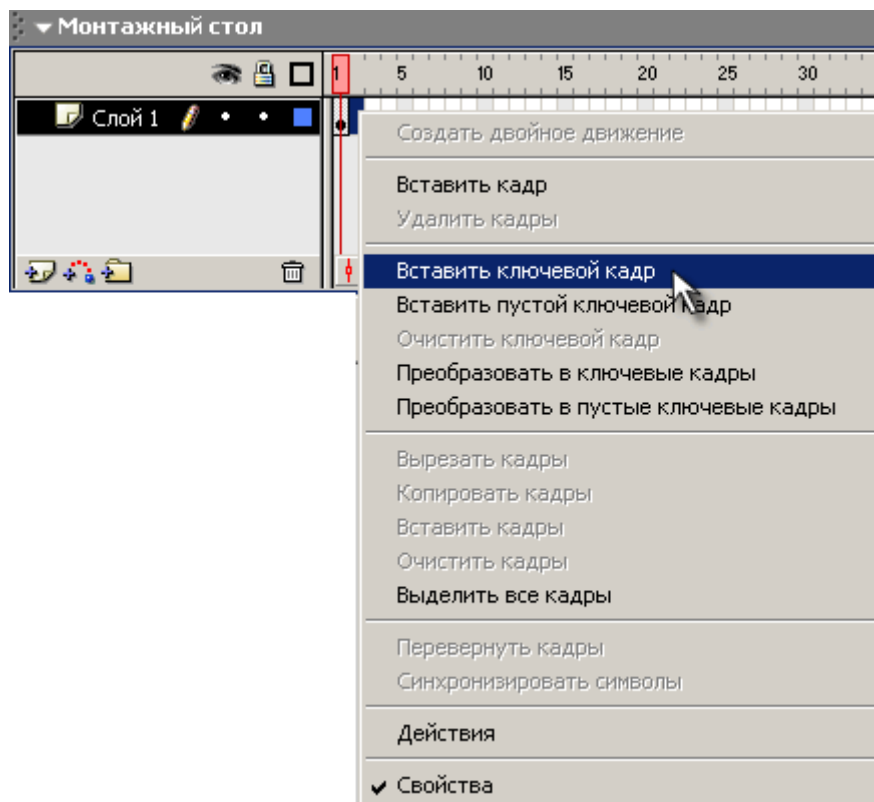 Монтажный стол
1 5 10 15 20 25 30
Слой 1
Создать двойное движение
Вставить кадр
Удалить кадры
Вставить ключевой кадр
Вставить пустой ключевой кадр
Очистить ключевой кадр
Преобразовать в ключевые кадры
Преобразовать в пустые ключевые кадры
Вырезать кадры
Копировать кадры
Вставить кадры
Очистить кадры
Выделить все кадры
Перевернуть кадры
Синхронизировать символы
Действия
Свойства